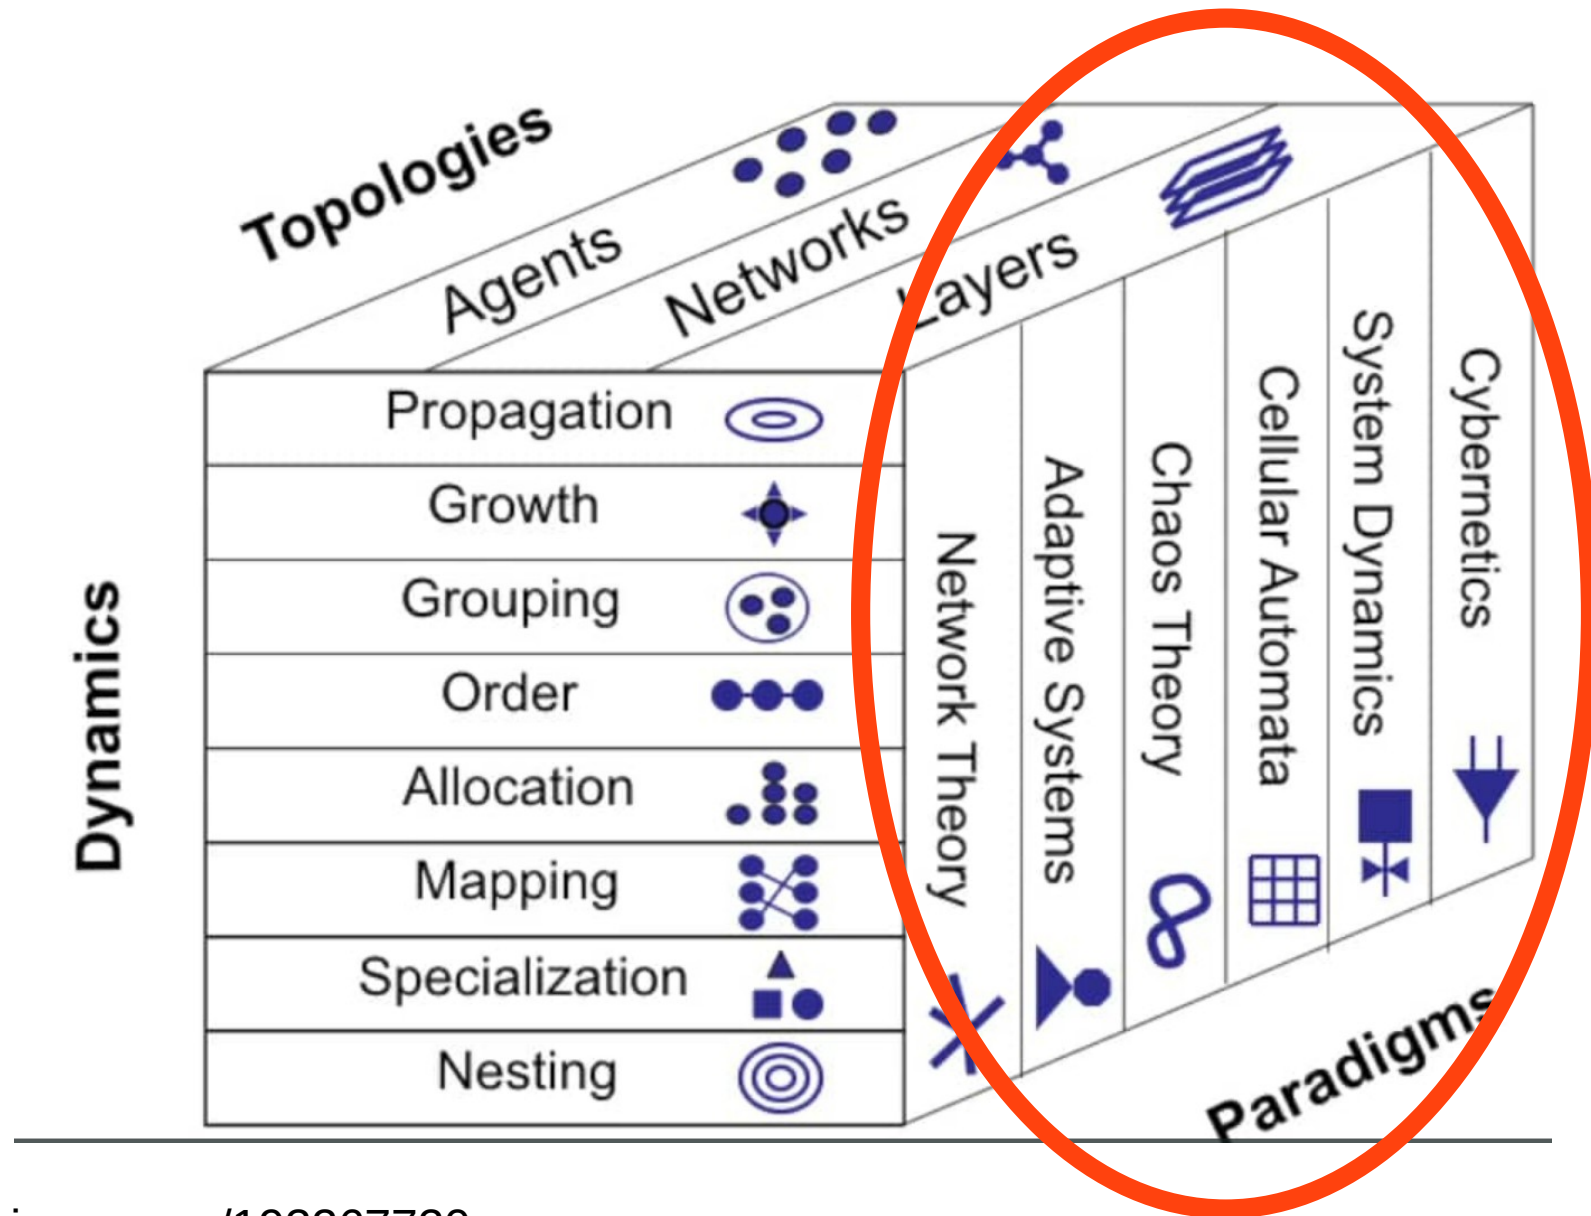 Topologies
Agents
Networks
Layers
Dynamics
Propagation
Growth
Grouping
Order
Allocation
Mapping
Specialization
Nesting
Network Theory
Adaptive Systems
Chaos Theory
Cellular Automata
System Dynamics
Cybernetics
Paradigms